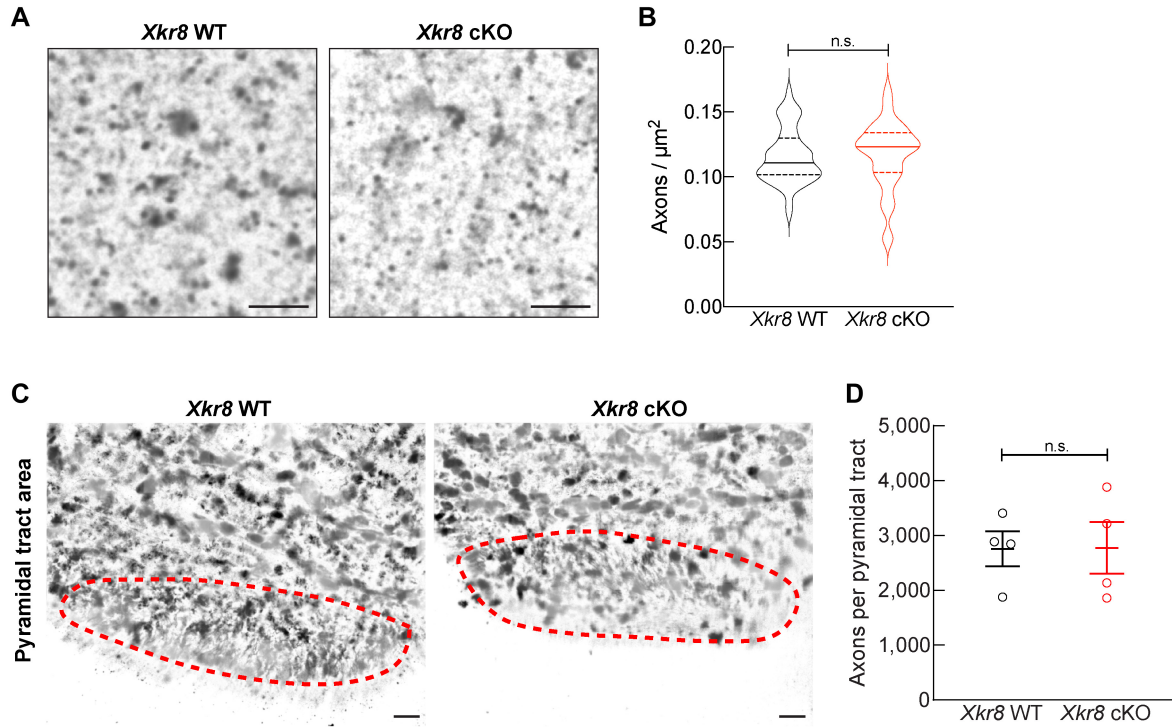 A
Xkr8 WT
Xkr8 cKO
B
n.s.
0.20
0.15
0.10
0.05
0.00
Axons / µm²
Xkr8 WT
Xkr8 cKO
C
Xkr8 WT
Xkr8 cKO
Pyramidal tract area
D
n.s.
5,000
4,000
3,000
2,000
1,000
0
Axons per pyramidal tract
Xkr8 WT
Xkr8 cKO